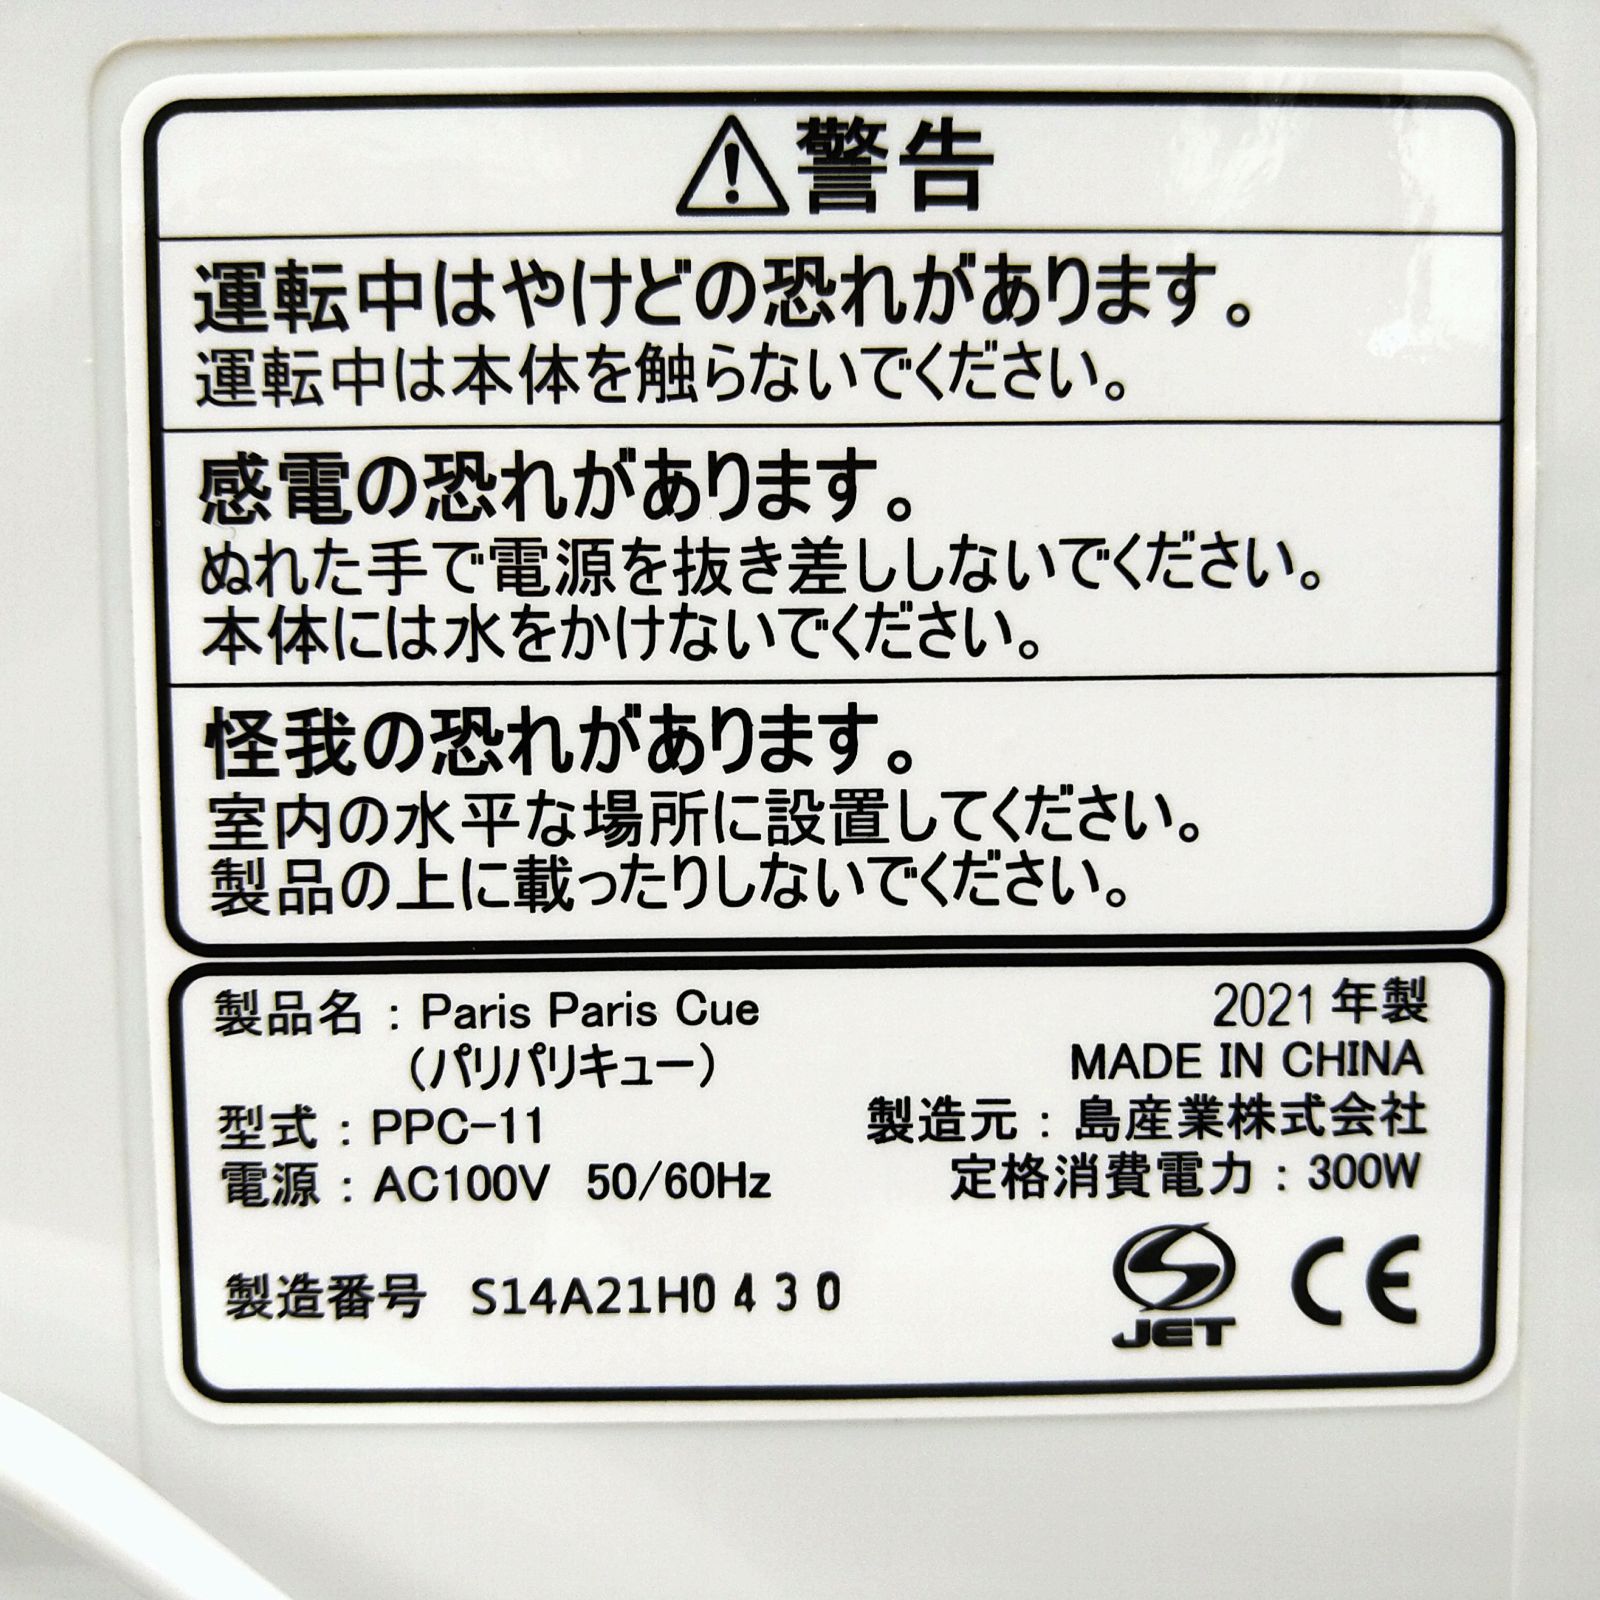 警告
運転中はやけどの恐れがあります。
運転中は本体を触らないでください。
感電の恐れがあります。
ぬれた手で電源を抜き差ししないでください。
本体には水をかけないでください。
怪我の恐れがあります。
室内の水平な場所に設置してください。
製品の上に載ったりしないでください。
製品名：Paris Paris Cue
（パリパリキュー）
型式：PPC-11
電源：AC100V 50/60Hz
2021年製
MADE IN CHINA
製造元：島産業株式会社
定格消費電力：300W
製造番号 S14A21H0430
JET
CE